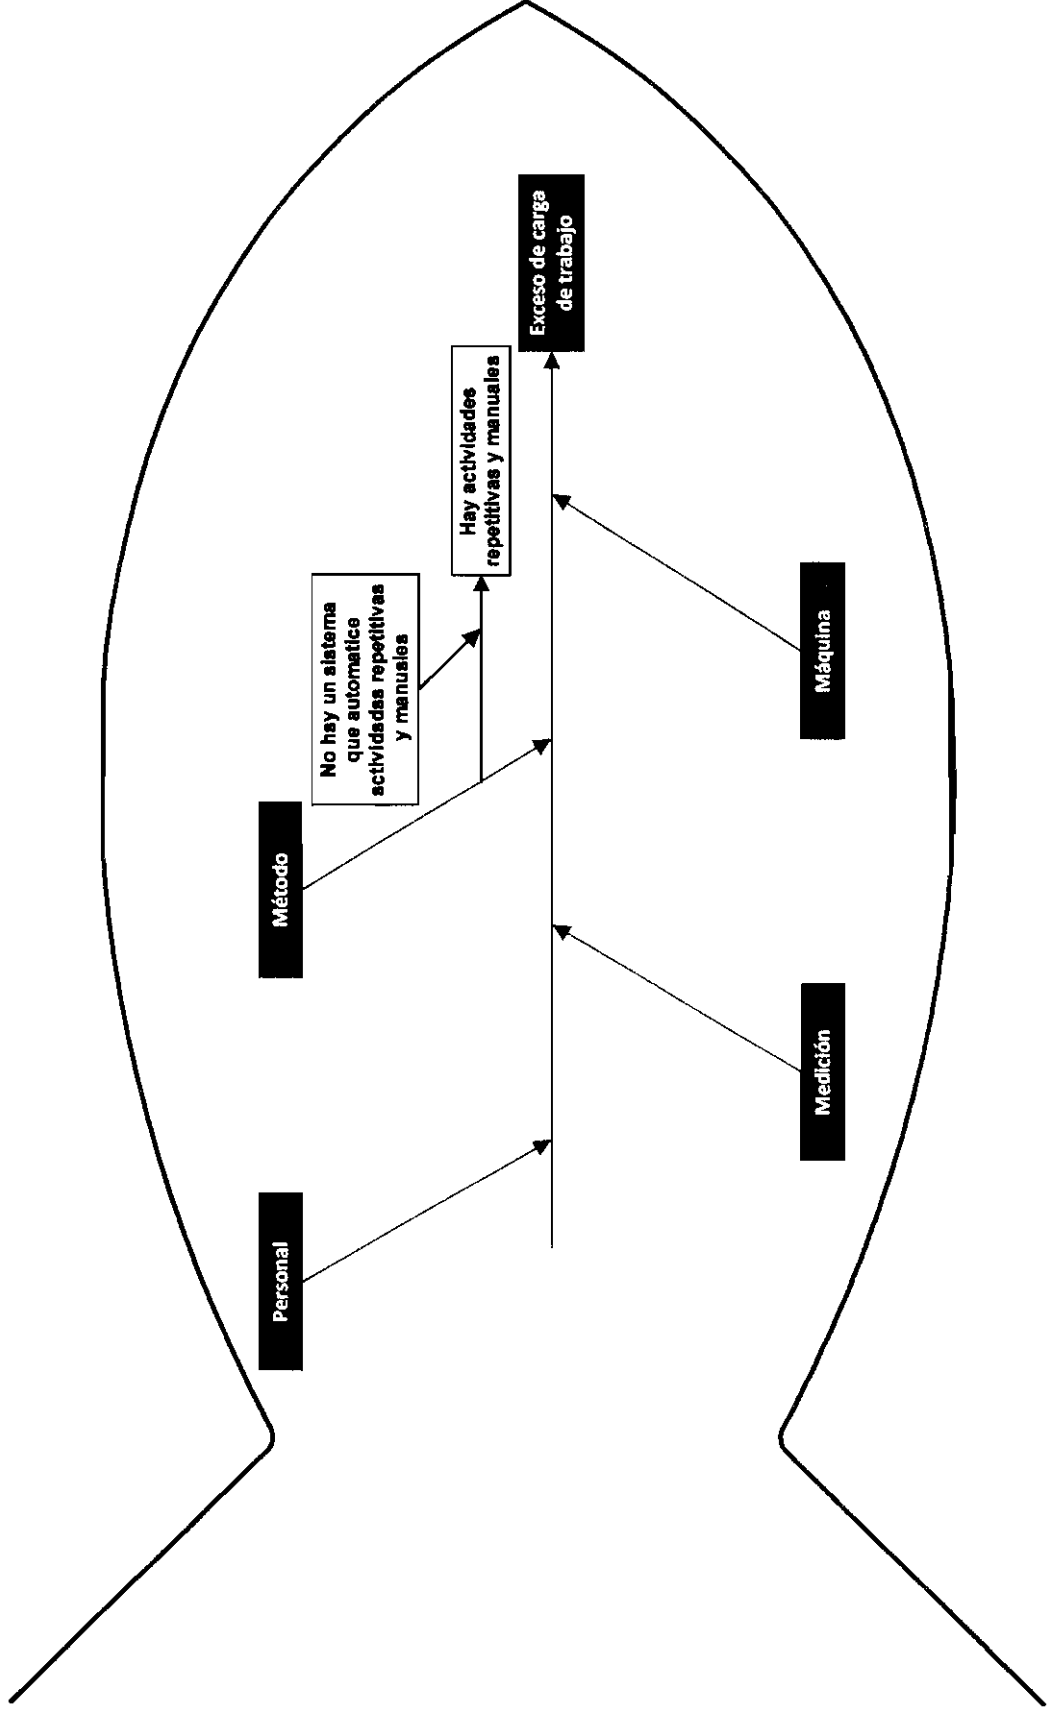 Personal
Método
No hay un sistema
que automatice
actividades repetitivas
y manuales
Hay actividades
repetitivas y manuales
Exceso de carga
de trabajo
Medición
Máquina